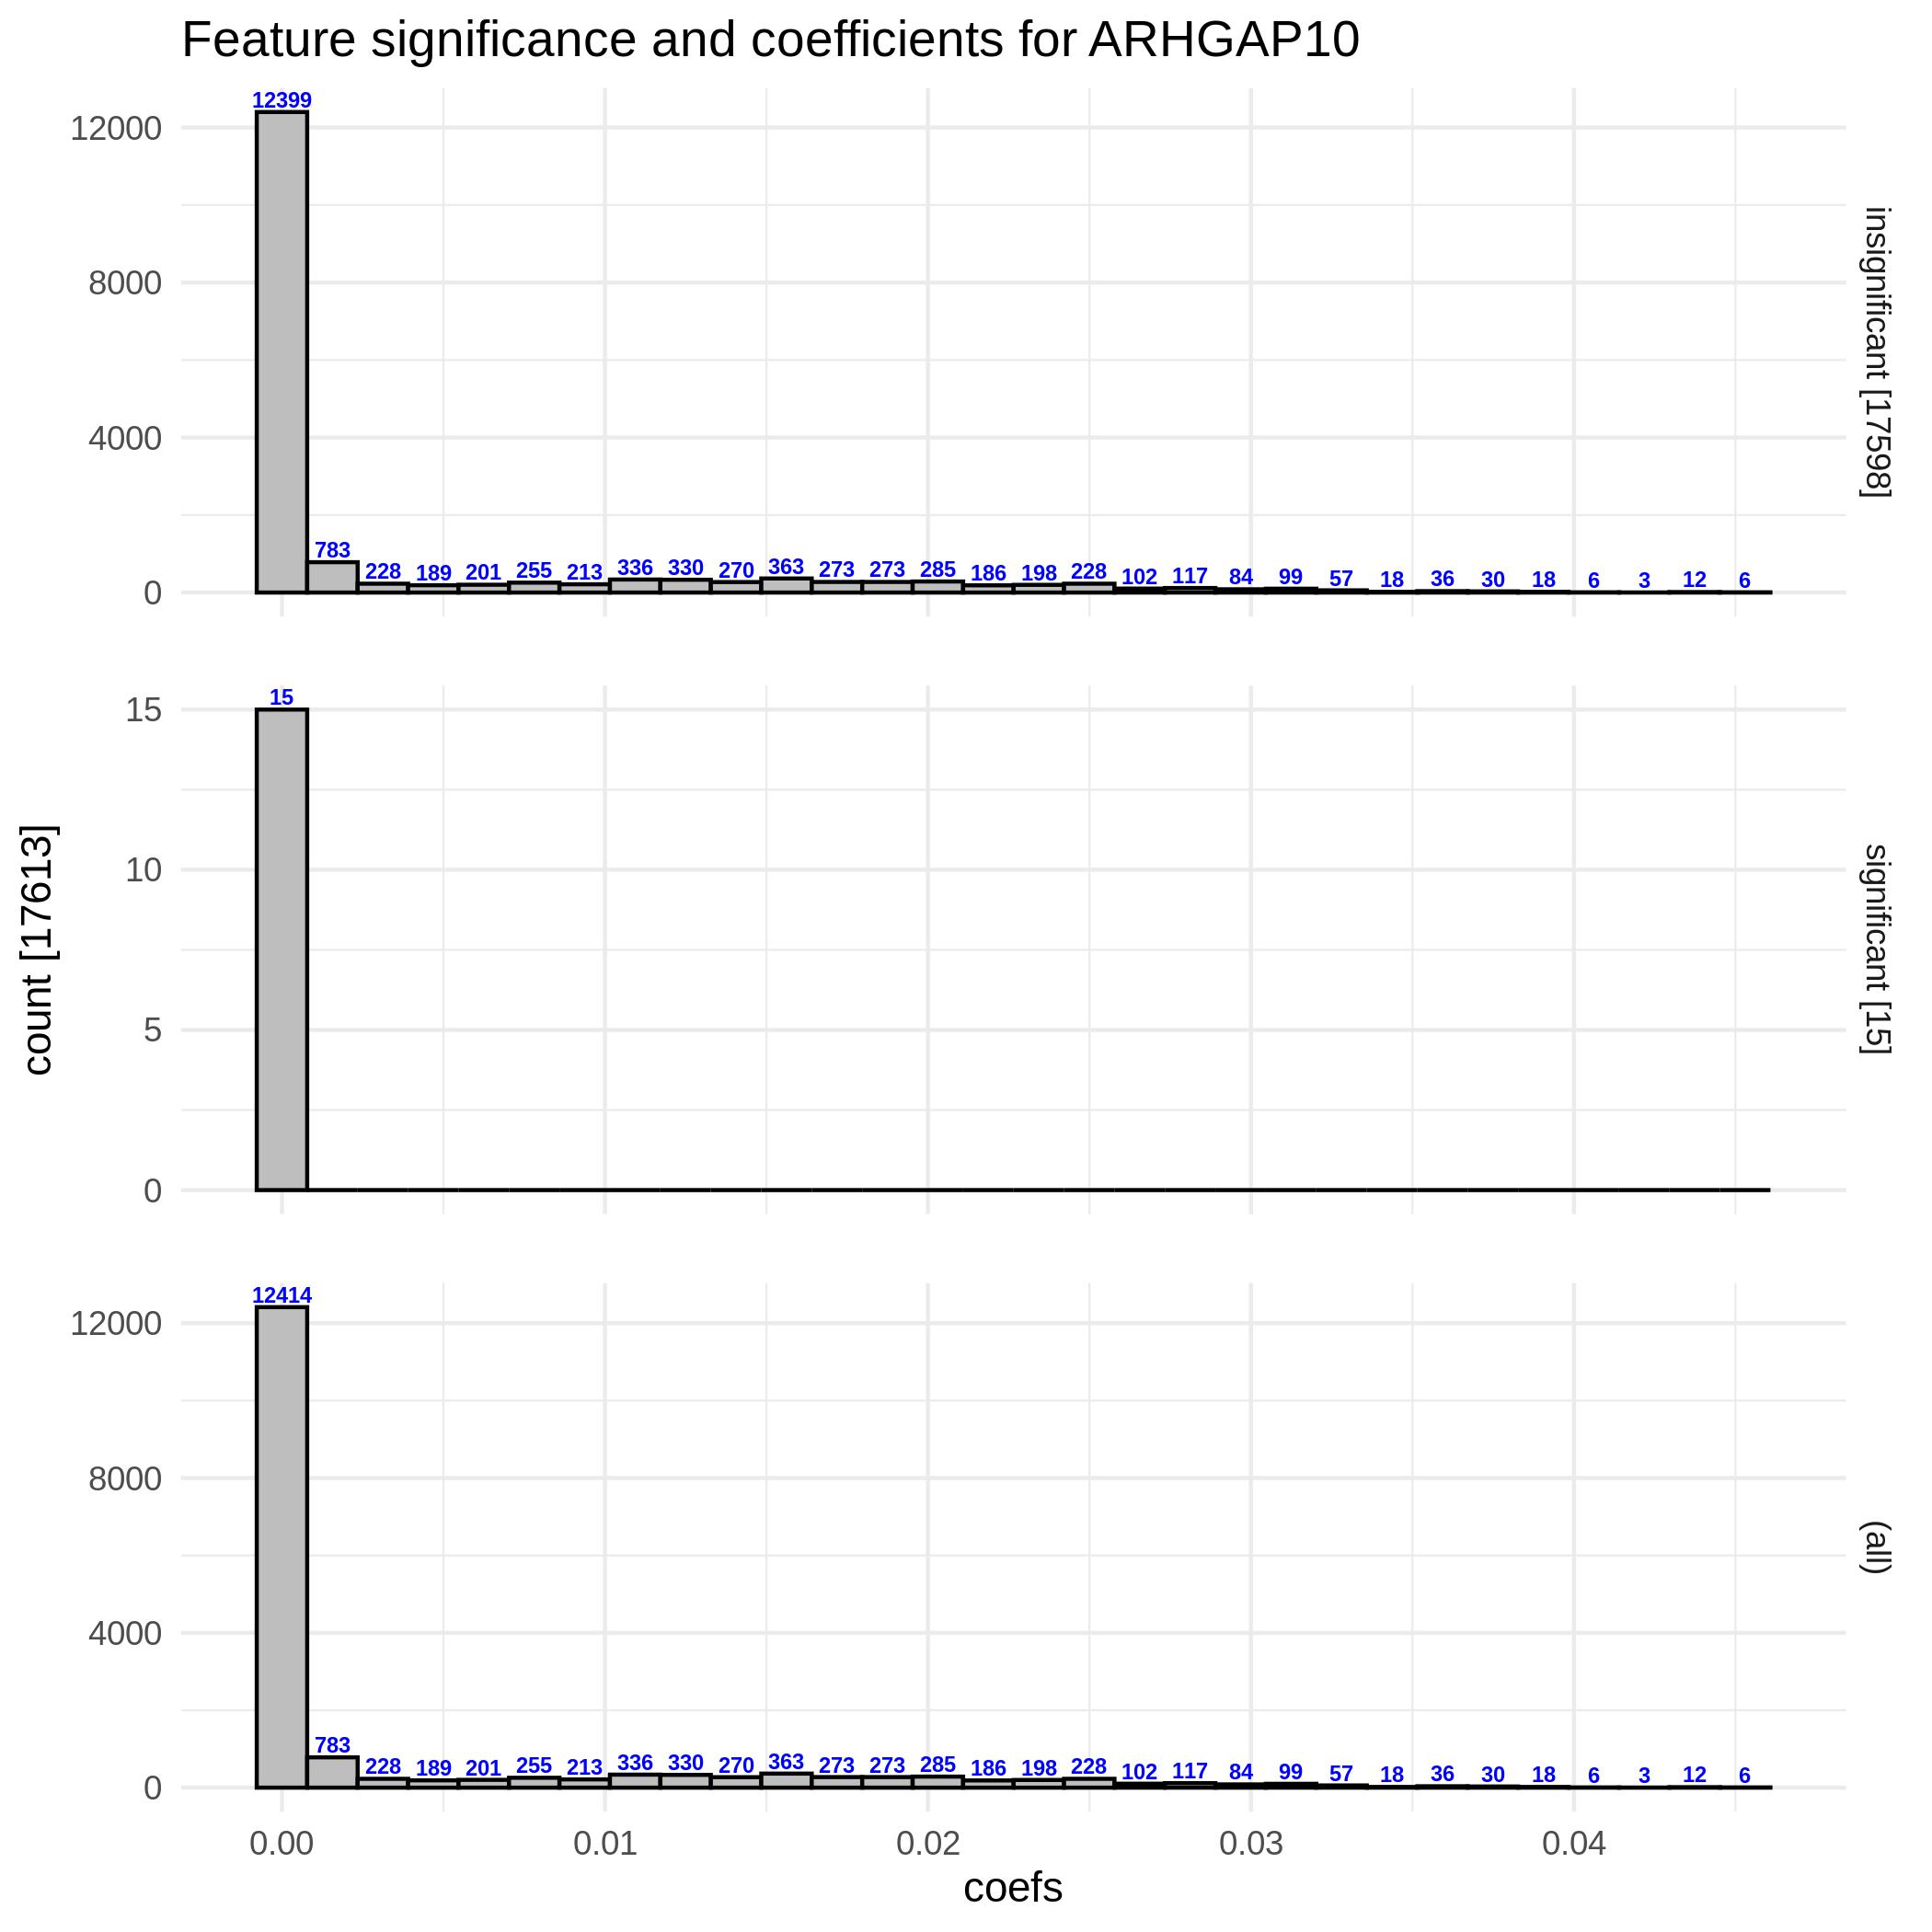 Feature significance and coefficients for ARHGAP10
count [17613]
12399
783 228 189 201 255 213 336 330 270 363 273 273 285 186 198 228 102 117 84 99 57 18 36 30 18 6 3 12 6
12000
8000
4000
0
insignificant [17598]
15
15
10
5
0
significant [15]
12414
783 228 189 201 255 213 336 330 270 363 273 273 285 186 198 228 102 117 84 99 57 18 36 30 18 6 3 12 6
12000
8000
4000
0
(all)
0.00 0.01 0.02 0.03 0.04
coefs